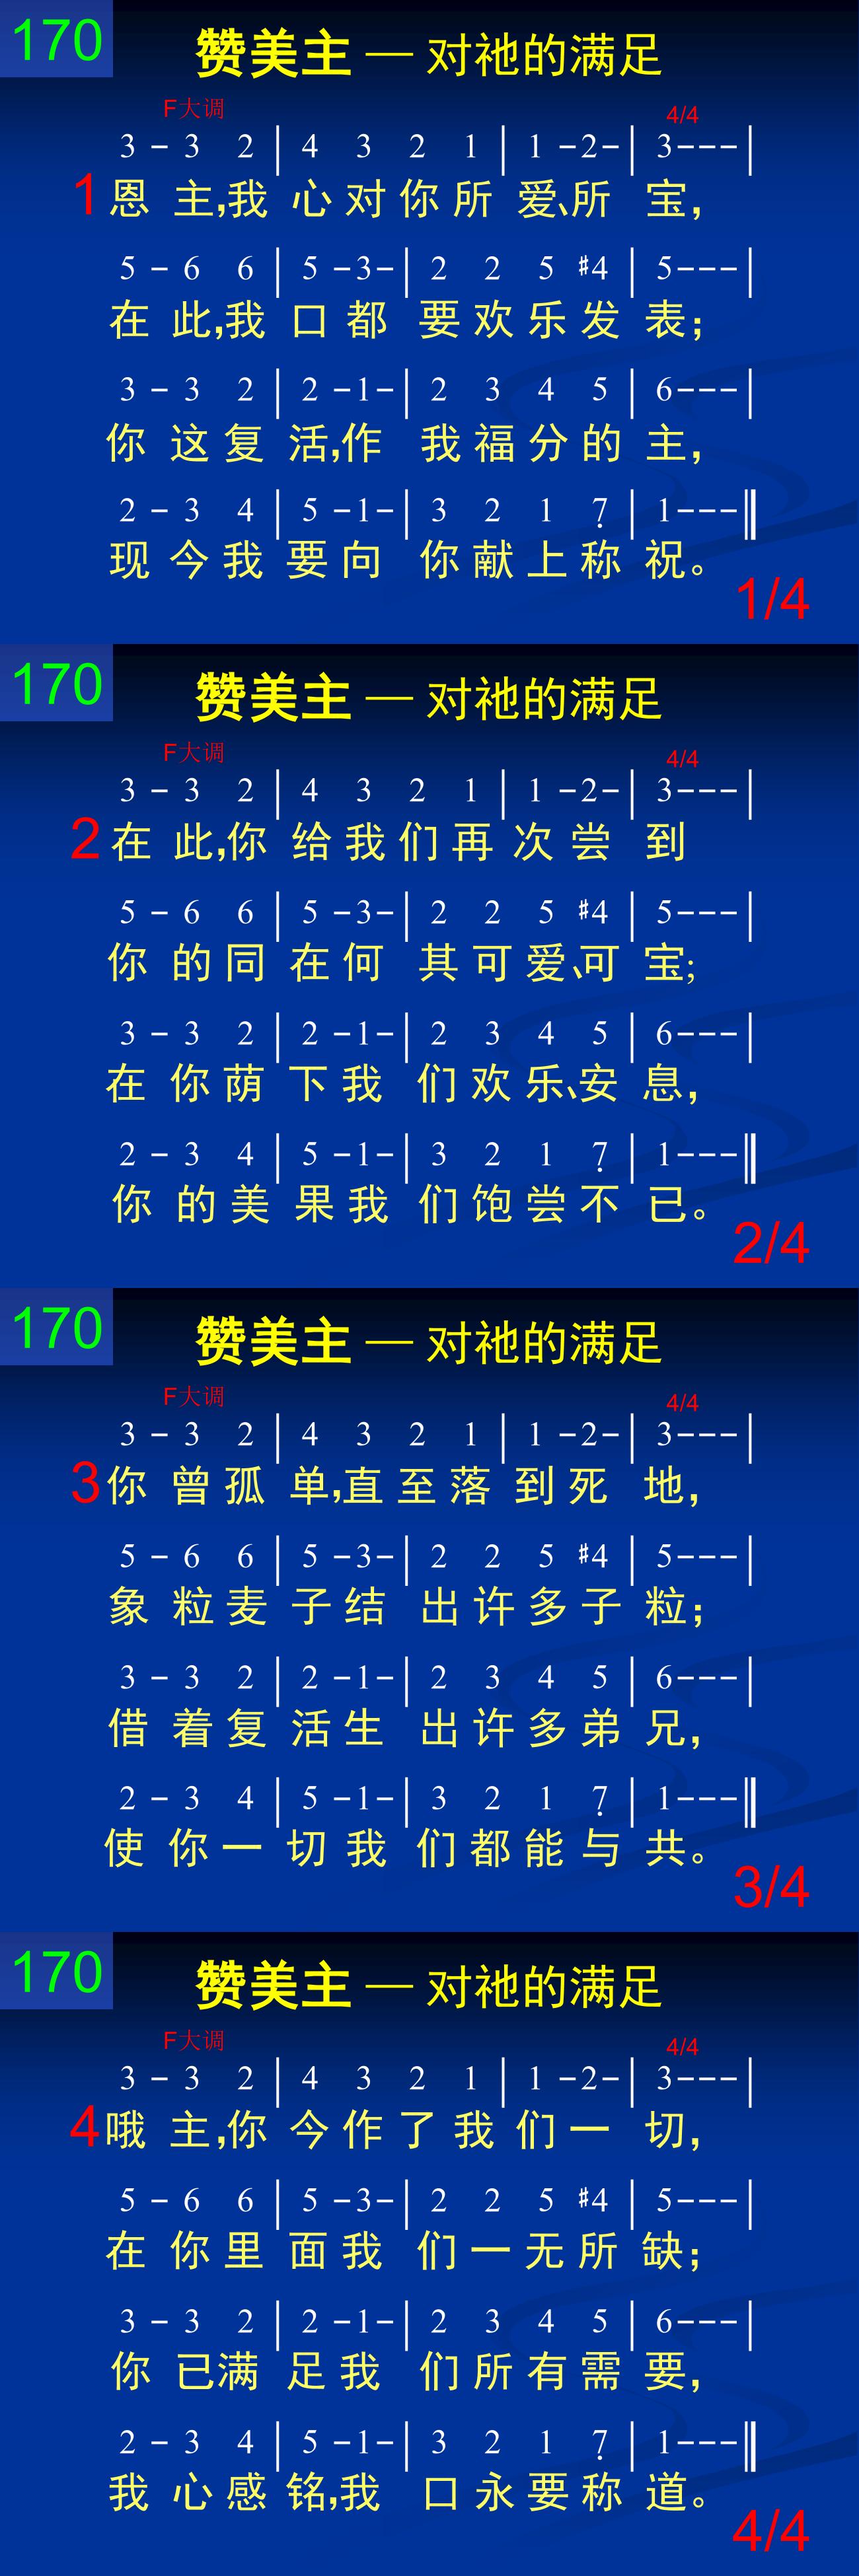 170
赞美主 — 对祂的满足
F大调 4/4
3 - 3 2 | 4 3 2 1 | 1 - 2 - | 3 - - - |
1 恩 主,我 心 对 你 所 爱、所 宝,
5 - 6 6 | 5 - 3 - | 2 2 5 #4 | 5 - - - |
在 此,我 口 都 要 欢 乐 发 表;
3 - 3 2 | 2 - 1 - | 2 3 4 5 | 6 - - - |
你 这 复 活,作 我 福 分 的 主,
2 - 3 4 | 5 - 1 - | 3 2 1 7̣ | 1 - - - ‖
现 今 我 要 向 你 献 上 称 祝。
1/4
170
赞美主 — 对祂的满足
F大调 4/4
3 - 3 2 | 4 3 2 1 | 1 - 2 - | 3 - - - |
2 在 此,你 给 我 们 再 次 尝 到
5 - 6 6 | 5 - 3 - | 2 2 5 #4 | 5 - - - |
你 的 同 在 何 其 可 爱、可 宝;
3 - 3 2 | 2 - 1 - | 2 3 4 5 | 6 - - - |
在 你 荫 下 我 们 欢 乐、安 息,
2 - 3 4 | 5 - 1 - | 3 2 1 7̣ | 1 - - - ‖
你 的 美 果 我 们 饱 尝 不 已。
2/4
170
赞美主 — 对祂的满足
F大调 4/4
3 - 3 2 | 4 3 2 1 | 1 - 2 - | 3 - - - |
3 你 曾 孤 单,直 至 落 到 死 地,
5 - 6 6 | 5 - 3 - | 2 2 5 #4 | 5 - - - |
象 粒 麦 子 结 出 许 多 子 粒;
3 - 3 2 | 2 - 1 - | 2 3 4 5 | 6 - - - |
借 着 复 活 生 出 许 多 弟 兄,
2 - 3 4 | 5 - 1 - | 3 2 1 7̣ | 1 - - - ‖
使 你 一 切 我 们 都 能 与 共。
3/4
170
赞美主 — 对祂的满足
F大调 4/4
3 - 3 2 | 4 3 2 1 | 1 - 2 - | 3 - - - |
4 哦 主,你 今 作 了 我 们 一 切,
5 - 6 6 | 5 - 3 - | 2 2 5 #4 | 5 - - - |
在 你 里 面 我 们 一 无 所 缺;
3 - 3 2 | 2 - 1 - | 2 3 4 5 | 6 - - - |
你 已 满 足 我 们 所 有 需 要,
2 - 3 4 | 5 - 1 - | 3 2 1 7̣ | 1 - - - ‖
我 心 感 铭,我 口 永 要 称 道。
4/4